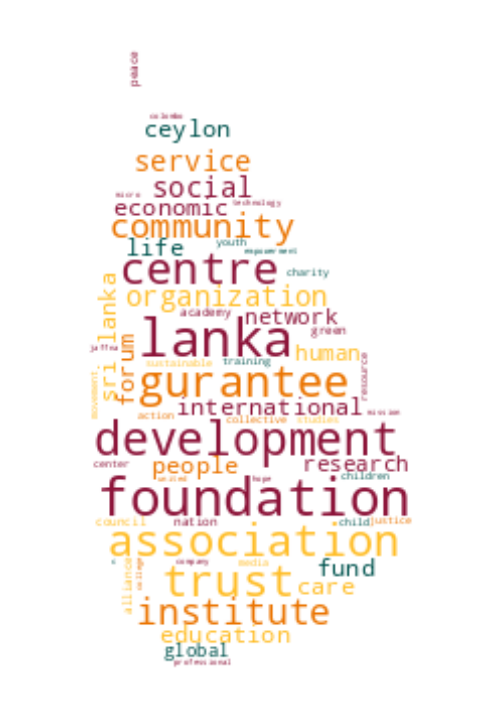 peace
colombo
ceylon
service
social
micro
technology
economic
community
youth
life
empowerment
centre
charity
sri lanka
organization
academy
network
green
lanka
jaffna
forum
human
sustainable
training
resource
gurantee
movement
international
action
collective
studies
mission
development
center
people
research
united
hope
children
foundation
council
nation
child
justice
association
c
company
media
fund
alliance
college
trust
care
institute
education
global
professional